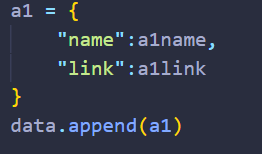 a1 = {
    "name":a1name,
    "link":a1link
}
data.append(a1)